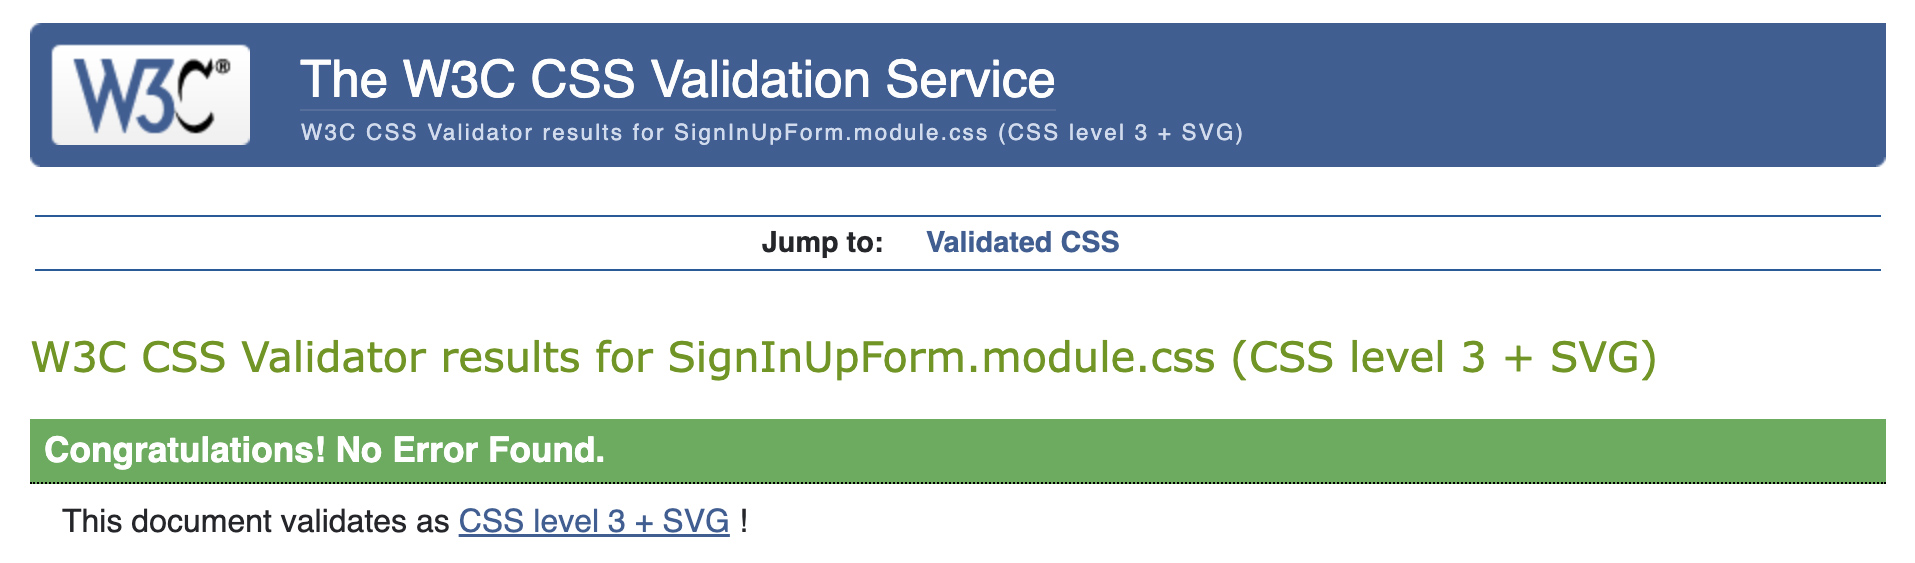 W3C®
The W3C CSS Validation Service
W3C CSS Validator results for SignInUpForm.module.css (CSS level 3 + SVG)
Jump to: Validated CSS
W3C CSS Validator results for SignInUpForm.module.css (CSS level 3 + SVG)
Congratulations! No Error Found.
This document validates as CSS level 3 + SVG !